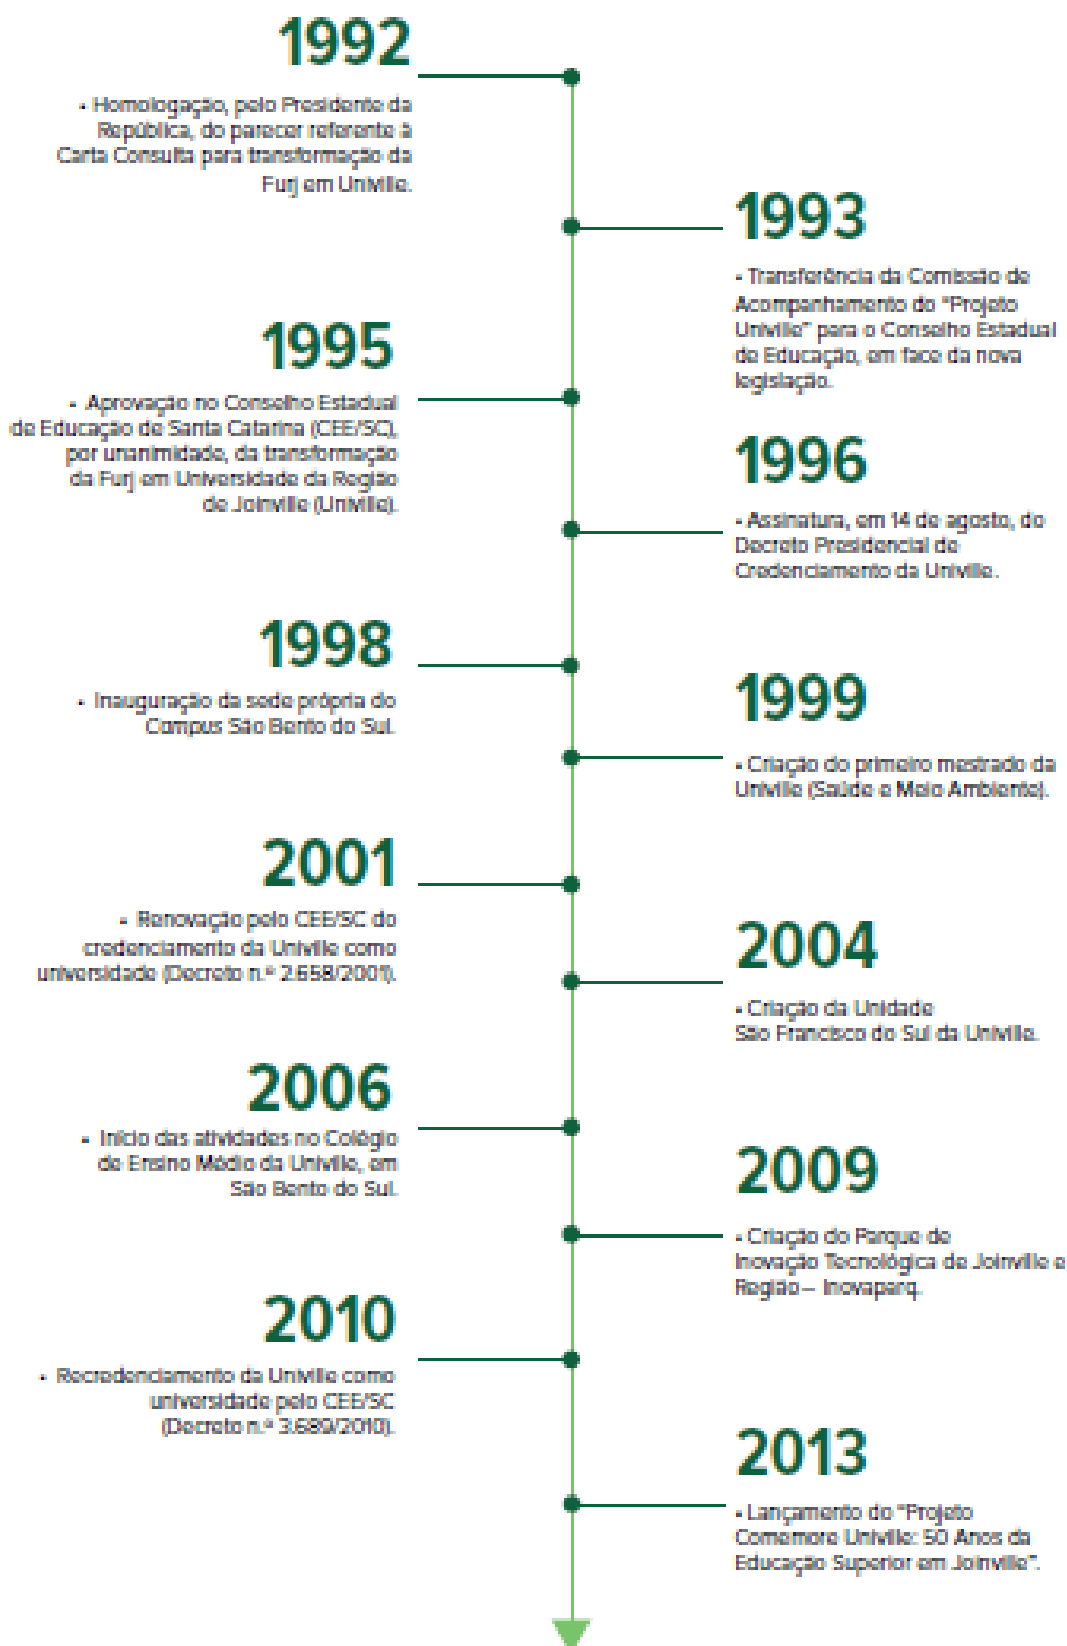 1992
• Homologação, pelo Presidente da
República, do parecer referente à
Carta Consulta para transformação da
Furj em Univille.
1993
• Transferência da Comissão de
Acompanhamento do “Projeto
Univille” para o Conselho Estadual
de Educação, em face da nova
legislação.
1995
• Aprovação no Conselho Estadual
de Educação de Santa Catarina (CEE/SC),
por unanimidade, da transformação
da Furj em Universidade da Região
de Joinville (Univille).
1996
• Assinatura, em 14 de agosto, do
Decreto Presidencial de
Credenciamento da Univille.
1998
• Inauguração da sede própria do
Campus São Bento do Sul.
1999
• Criação do primeiro mestrado da
Univille (Saúde e Meio Ambiente).
2001
• Renovação pelo CEE/SC do
credenciamento da Univille como
universidade (Decreto n.º 2.658/2001).
2004
• Criação da Unidade
São Francisco do Sul da Univille.
2006
• Início das atividades no Colégio
de Ensino Médio da Univille, em
São Bento do Sul.
2009
• Criação do Parque de
Inovação Tecnológica de Joinville e
Região – Inovaparq.
2010
• Recredenciamento da Univille como
universidade pelo CEE/SC
(Decreto n.º 3.689/2010).
2013
• Lançamento do “Projeto
Comemore Univille: 50 Anos da
Educação Superior em Joinville”.